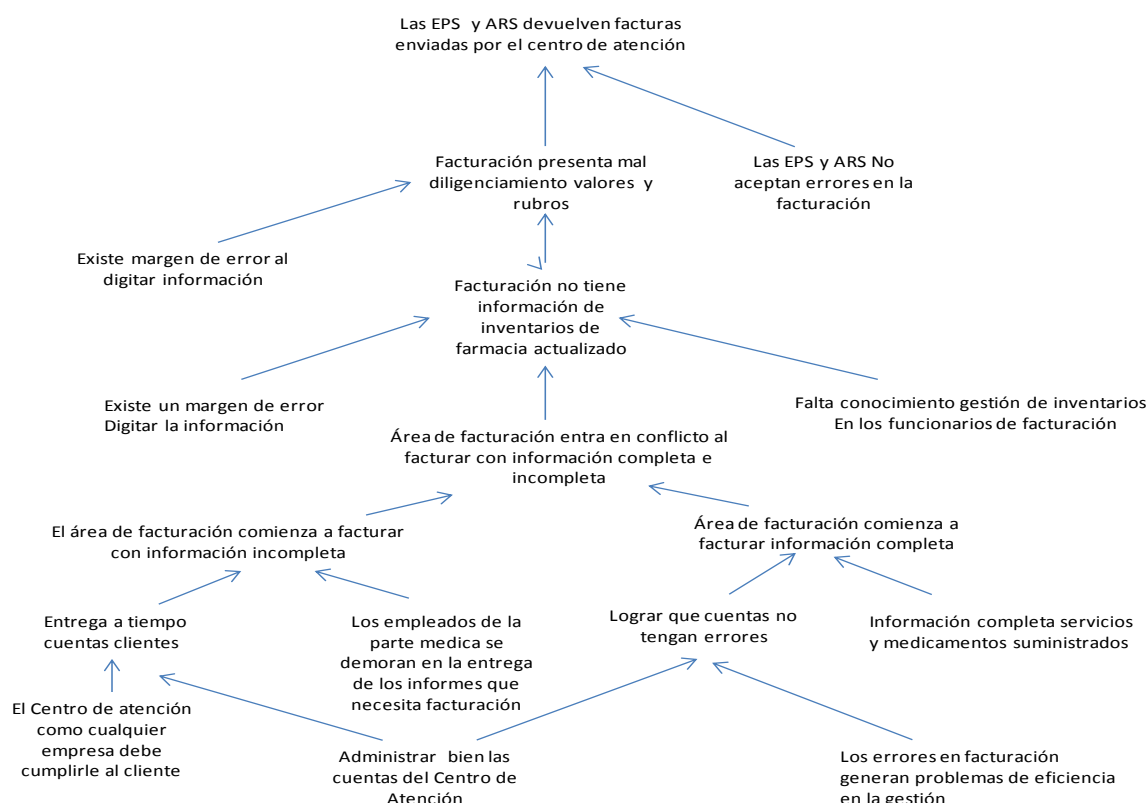 Las EPS y ARS devuelven facturas
enviadas por el centro de atención
Facturación presenta mal
diligenciamiento valores y
rubros
Las EPS y ARS No
aceptan errores en la
facturación
Existe margen de error al
digitar información
Facturación no tiene
información de
inventarios de
farmacia actualizado
Existe un margen de error
Digitar la información
Falta conocimiento gestión de inventarios
En los funcionarios de facturación
Área de facturación entra en conflicto al
facturar con información completa e
incompleta
El área de facturación comienza a facturar
con información incompleta
Área de facturación comienza a
facturar información completa
Entrega a tiempo
cuentas clientes
Los empleados de la
parte medica se
demoran en la entrega
de los informes que
necesita facturación
Lograr que cuentas no
tengan errores
Información completa servicios
y medicamentos suministrados
El Centro de atención
como cualquier
empresa debe
cumplirle al cliente
Administrar bien las
cuentas del Centro de
Atención
Los errores en facturación
generan problemas de eficiencia
en la gestión